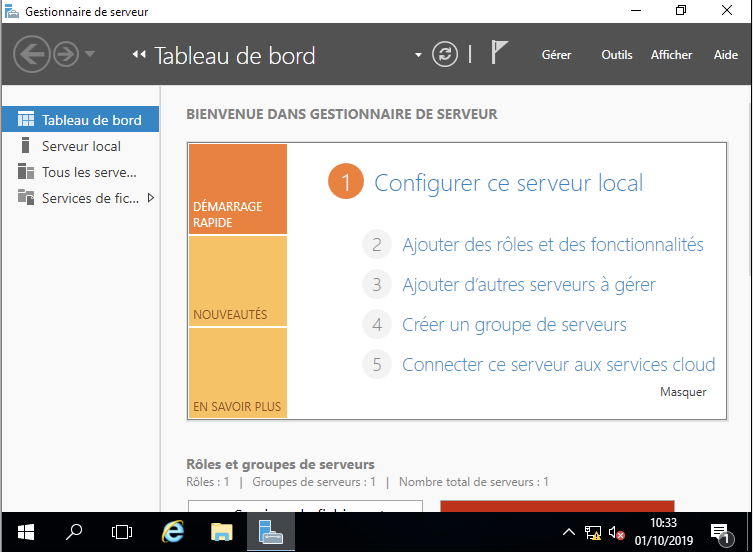 Gestionnaire de serveur
Tableau de bord
Gérer Outils Afficher Aide
Tableau de bord
Serveur local
Tous les serve...
Services de fic...
BIENVENUE DANS GESTIONNAIRE DE SERVEUR
DÉMARRAGE
RAPIDE
NOUVEAUTÉS
EN SAVOIR PLUS
1 Configurer ce serveur local
2 Ajouter des rôles et des fonctionnalités
3 Ajouter d'autres serveurs à gérer
4 Créer un groupe de serveurs
5 Connecter ce serveur aux services cloud
Masquer
Rôles et groupes de serveurs
Rôles : 1 | Groupes de serveurs : 1 | Nombre total de serveurs : 1
10:33
01/10/2019
1